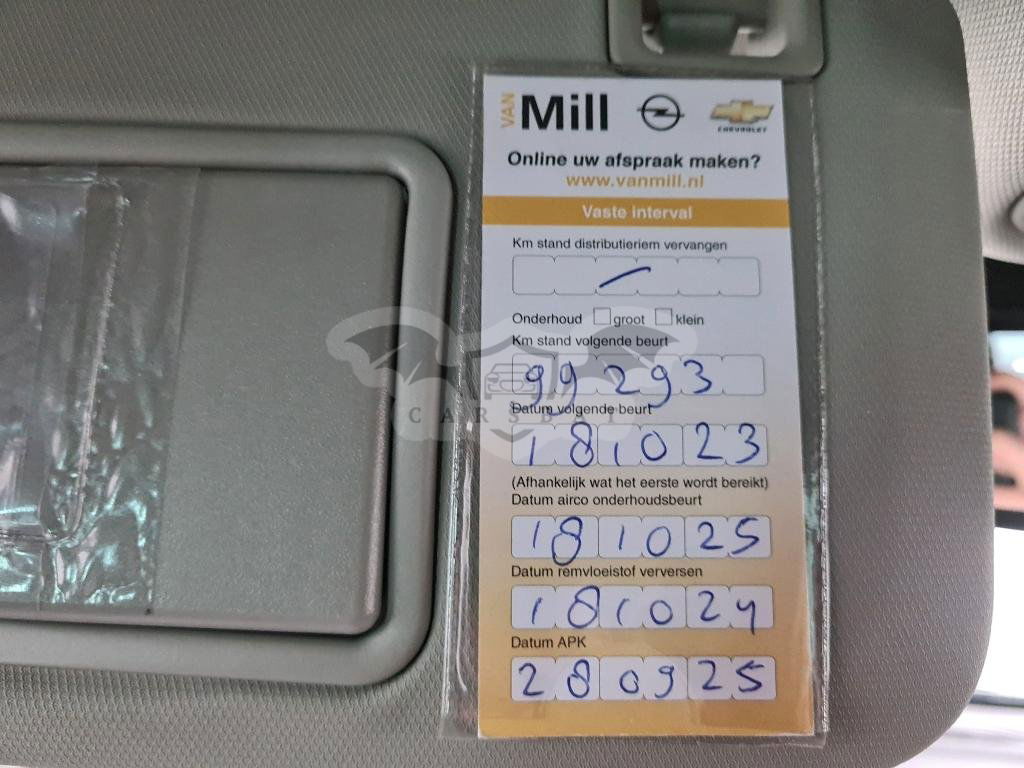 VAN Mill
CHEVROLET
Online uw afspraak maken?
www.vanmill.nl
Vaste interval
Km stand distributieriem vervangen
Onderhoud groot klein
Km stand volgende beurt
99293
CARSBAT
Datum volgende beurt
181023
(Afhankelijk wat het eerste wordt bereikt)
Datum airco onderhoudsbeurt
181025
Datum remvloeistof verversen
181024
Datum APK
280925